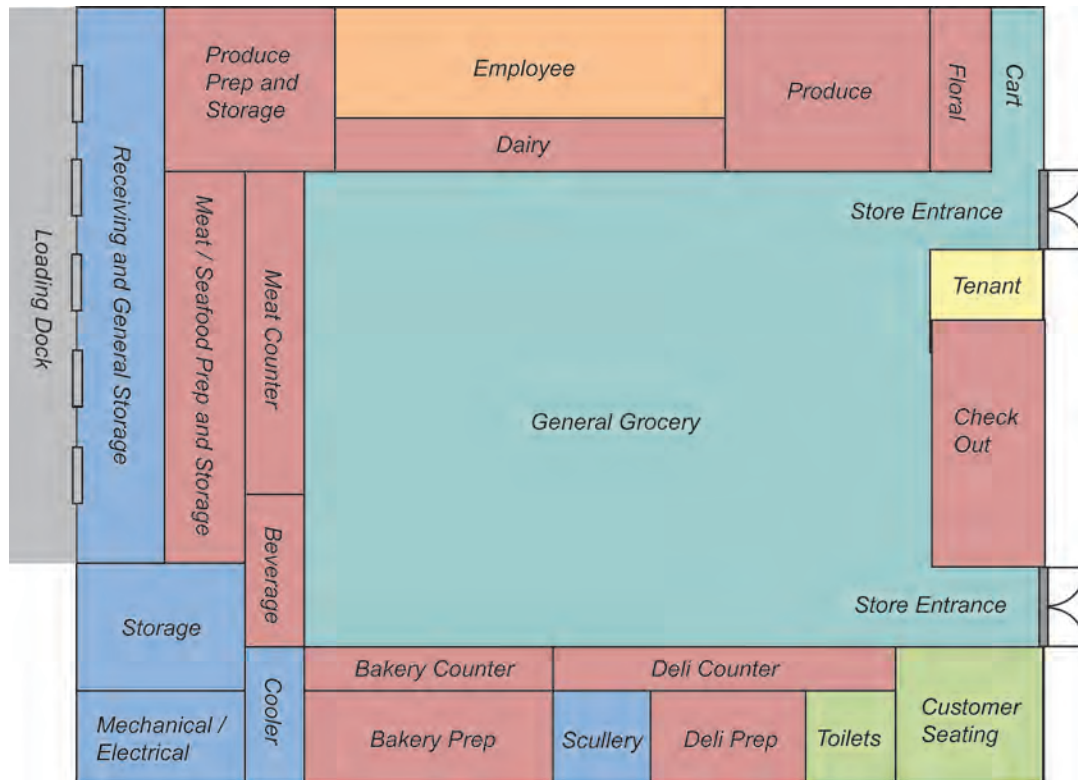 Produce
Prep and
Storage
Employee
Dairy
Produce
Floral
Cart
Loading Dock
Receiving and General Storage
Meat / Seafood Prep and Storage
Meat Counter
Store Entrance
Tenant
General Grocery
Check
Out
Beverage
Store Entrance
Storage
Cooler
Bakery Counter
Deli Counter
Mechanical /
Electrical
Bakery Prep
Scullery
Deli Prep
Toilets
Customer
Seating